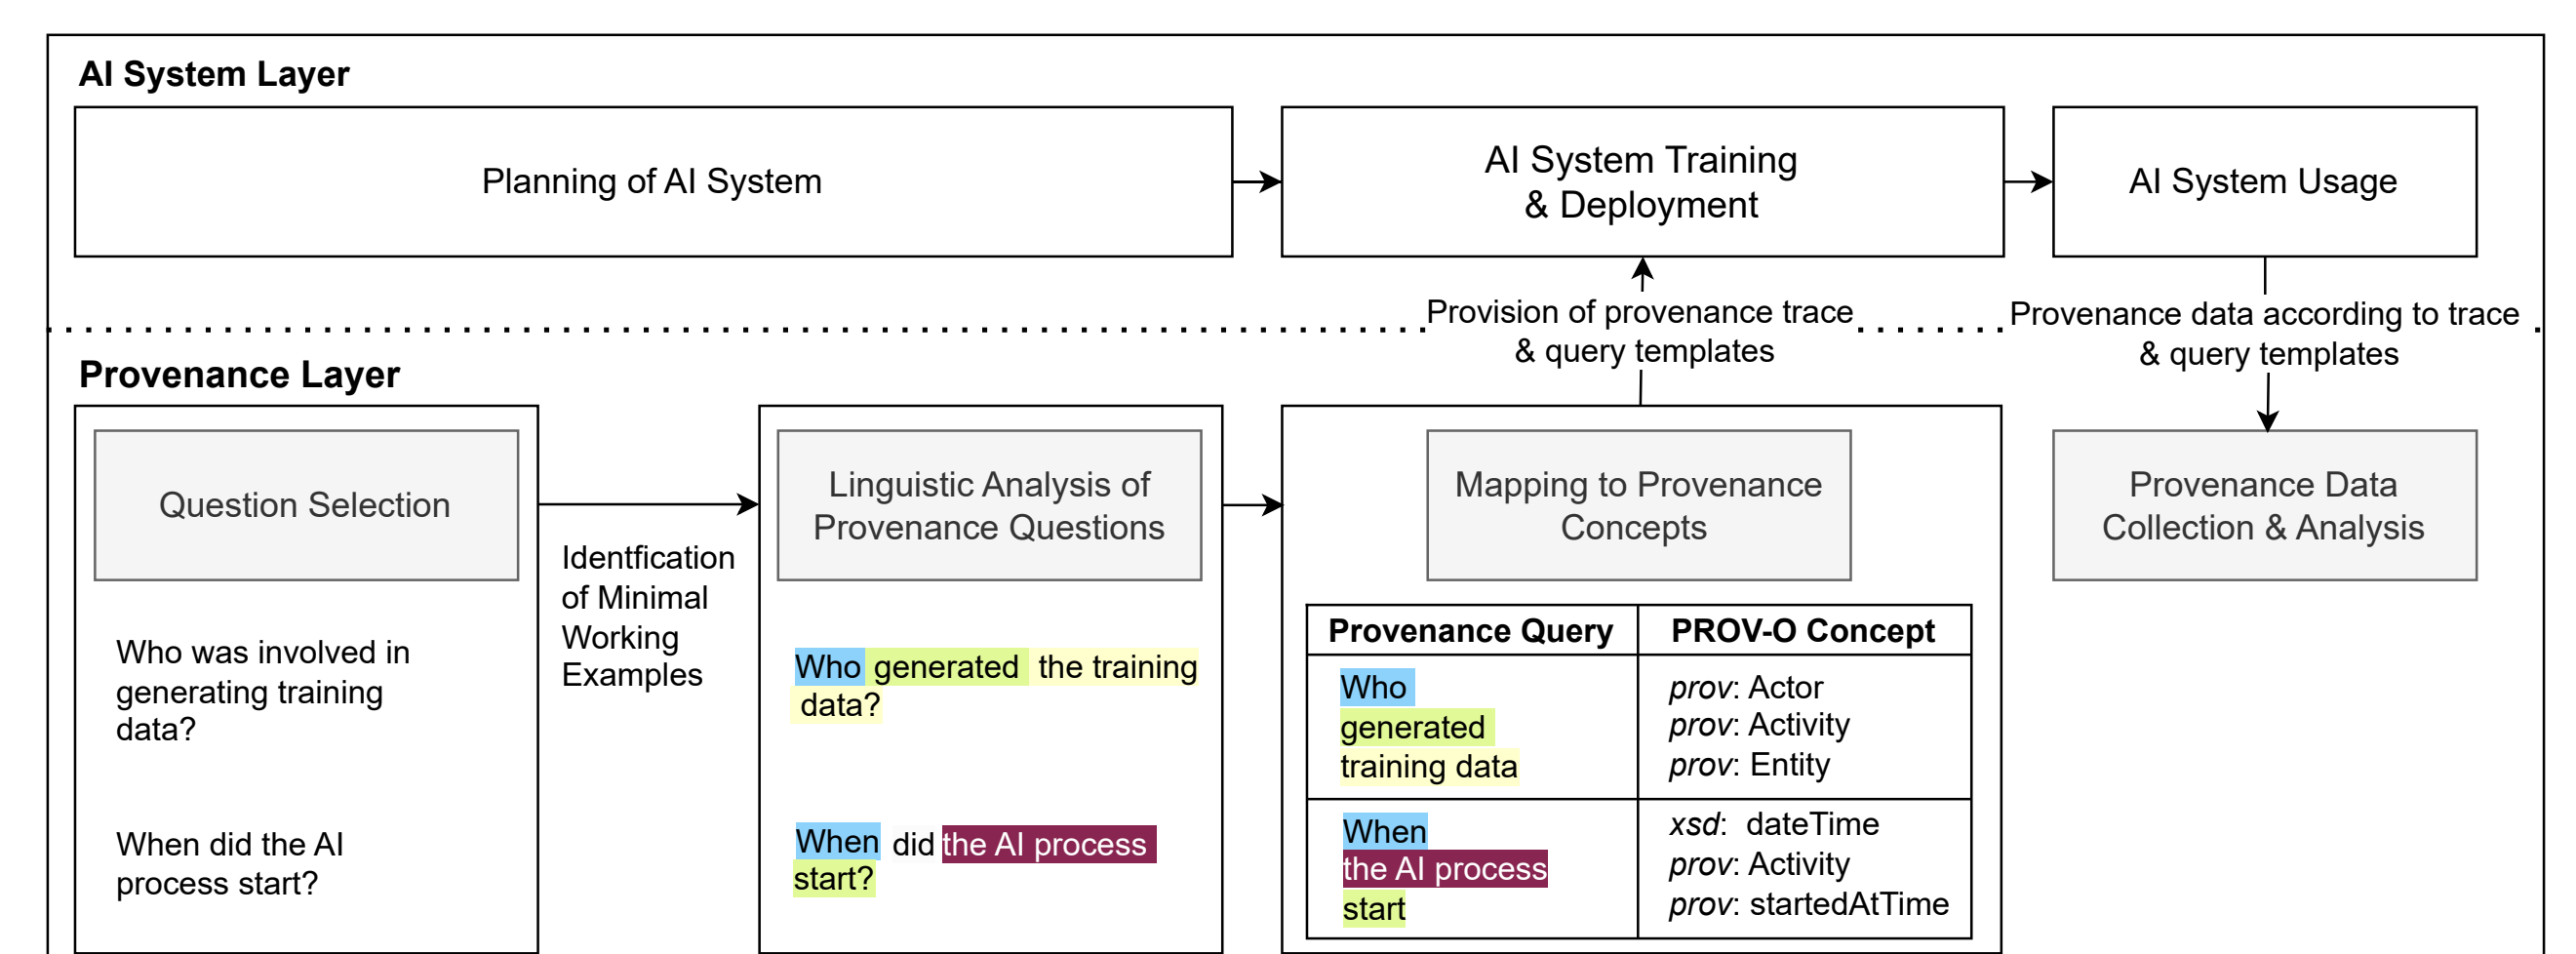 AI System Layer
Planning of AI System
AI System Training
& Deployment
AI System Usage
Provision of provenance trace
& query templates
Provenance data according to trace
& query templates
Provenance Layer
Question Selection
Who was involved in
generating training
data?
When did the AI
process start?
Identfication
of Minimal
Working
Examples
Linguistic Analysis of
Provenance Questions
Who generated the training
data?
When did the AI process
start?
Mapping to Provenance
Concepts
Provenance Query PROV-O Concept
Who prov: Actor
generated prov: Activity
training data prov: Entity
When xsd: dateTime
the AI process prov: Activity
start prov: startedAtTime
Provenance Data
Collection & Analysis